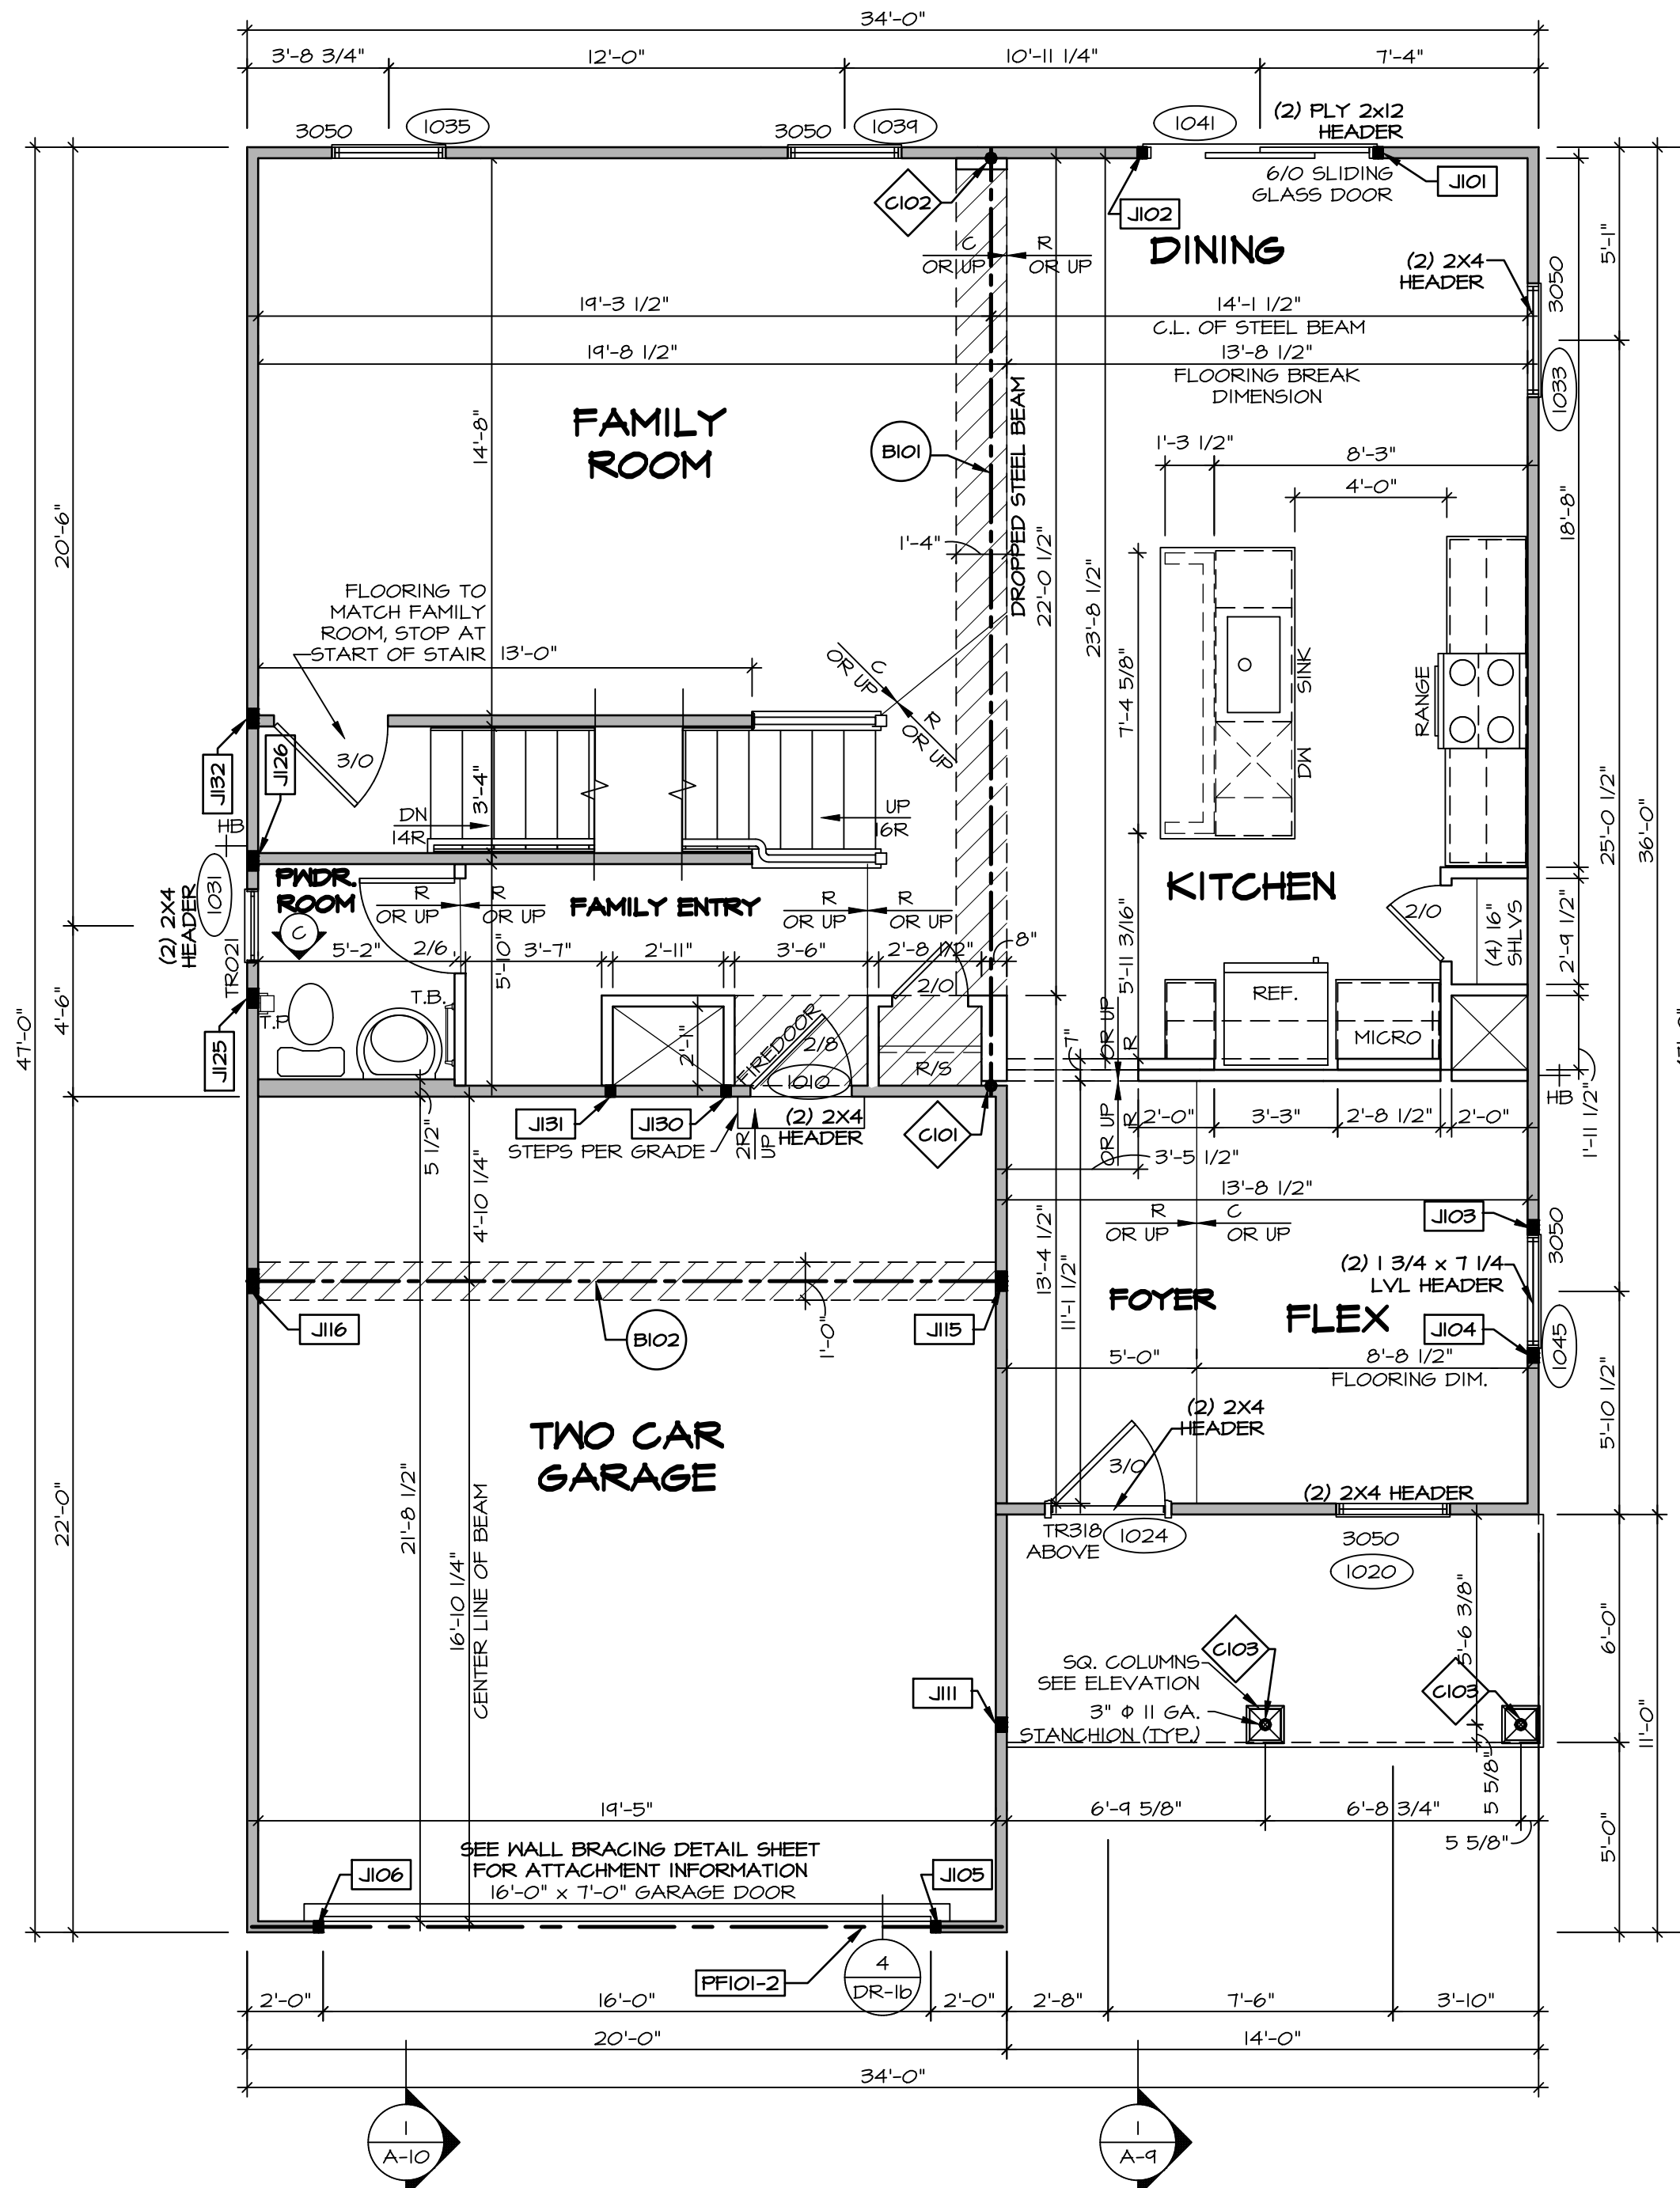 34'-0"
3'-8 3/4"
12'-0"
10'-11 1/4"
7'-4"
3050
1035
3050
1039
1041
(2) PLY 2x12
HEADER
6/0 SLIDING
GLASS DOOR
J101
C102
J102
C
OR UP
R
OR UP
DINING
(2) 2X4
HEADER
3050
5'-1"
19'-3 1/2"
14'-1 1/2"
C.L. OF STEEL BEAM
19'-8 1/2"
13'-8 1/2"
FLOORING BREAK
DIMENSION
1033
FAMILY
ROOM
14'-8"
B101
DROPPED STEEL BEAM
1'-3 1/2"
8'-3"
4'-0"
18'-8"
20'-6"
1'-4"
22'-0 1/2"
23'-8 1/2"
FLOORING TO
MATCH FAMILY
ROOM, STOP AT
START OF STAIR
13'-0"
C
OR UP
R
OR UP
7'-4 5/8"
SINK
DW
RANGE
25'-0 1/2"
36'-0"
3/0
J132
J126
HB
DN
14R
3'-4"
UP
16R
(2) 2X4
HEADER
1031
TR021
PWDR.
ROOM
C
R
OR UP
R
OR UP
FAMILY ENTRY
R
OR UP
R
OR UP
KITCHEN
2/0
(4) 16"
SHLVS
2'-9 1/2"
5'-2"
2/6
5'-10"
3'-7"
2'-11"
3'-6"
2'-8 1/2"
8"
5'-11 3/16"
4'-6"
47'-0"
T.P
T.B.
J125
2'-1"
FIREDOOR
2/8
1010
2/0
R/S
7"
R
OR UP
R
OR UP
REF.
MICRO
HB
1'-11 1/2"
J131
J130
STEPS PER GRADE
2R
UP
(2) 2X4
HEADER
C101
2'-0"
3'-3"
2'-8 1/2"
2'-0"
3'-5 1/2"
13'-8 1/2"
5 1/2"
4'-10 1/4"
R
OR UP
C
OR UP
J103
3050
13'-4 1/2"
11'-1 1/2"
(2) 1 3/4 x 7 1/4
LVL HEADER
FOYER
FLEX
J104
1045
J116
B102
1'-0"
J115
5'-0"
8'-8 1/2"
FLOORING DIM.
5'-10 1/2"
TWO CAR
GARAGE
(2) 2X4
HEADER
3/0
(2) 2X4 HEADER
22'-0"
21'-8 1/2"
16'-10 1/4"
CENTER LINE OF BEAM
TR318
ABOVE
1024
3050
1020
5'-6 3/8"
6'-0"
C103
SQ. COLUMNS
SEE ELEVATION
C103
J111
3" Φ 11 GA.
STANCHION (TYP.)
11'-0"
5 5/8"
19'-5"
6'-9 5/8"
6'-8 3/4"
5 5/8"
5'-0"
SEE WALL BRACING DETAIL SHEET
FOR ATTACHMENT INFORMATION
16'-0" x 7'-0" GARAGE DOOR
J106
J105
PF101-2
4
DR-1b
2'-0"
16'-0"
2'-0"
2'-8"
7'-6"
3'-10"
20'-0"
14'-0"
34'-0"
1
A-10
1
A-9